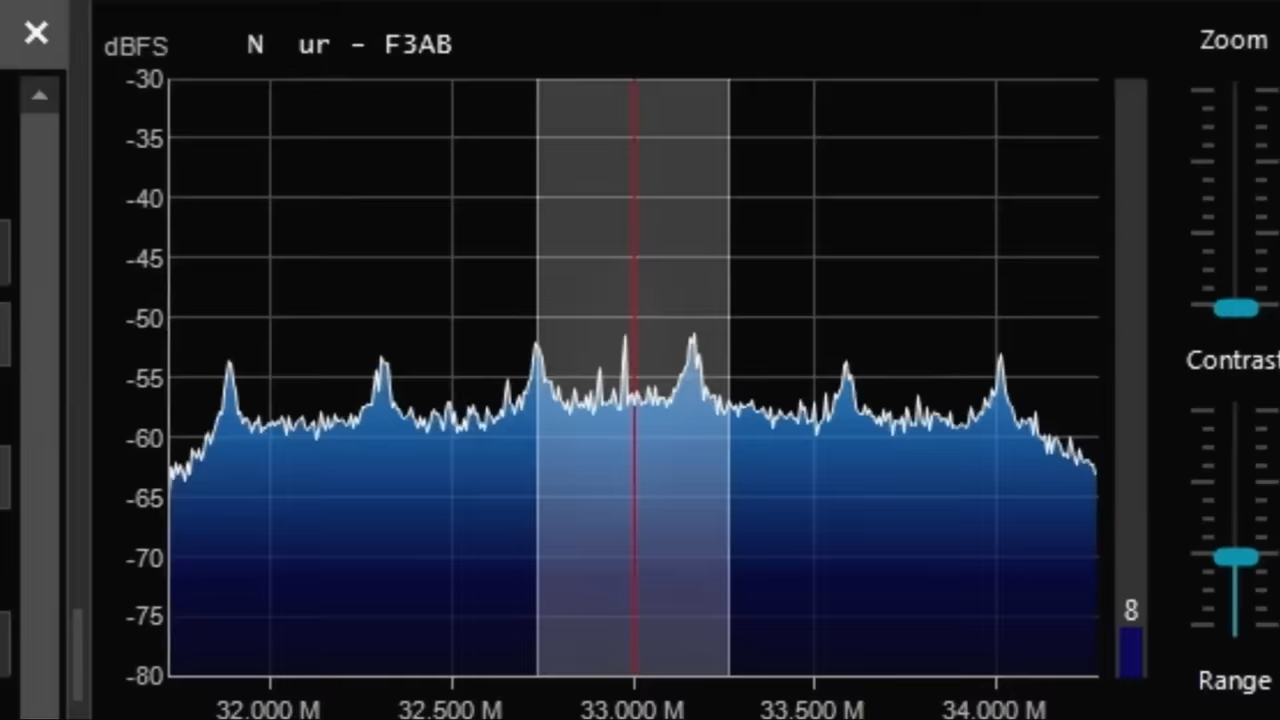 ×
dBFS
N ur - F3AB
Zoom
-30
-35
-40
-45
-50
-55
-60
-65
-70
-75
-80
Contrast
8
Range
32.000 M 32.500 M 33.000 M 33.500 M 34.000 M